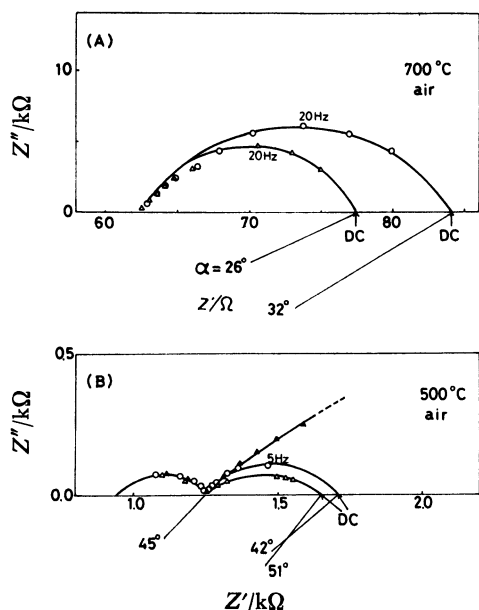 (A)
700 °C
air
10
Z"/kΩ
20Hz
20Hz
0
60
70
80
DC
DC
α=26°
32°
Z'/Ω
0.5
(B)
500°C
air
Z"/kΩ
5Hz
0.0
1.0
1.5
2.0
DC
45°
42°
51°
Z'/kΩ